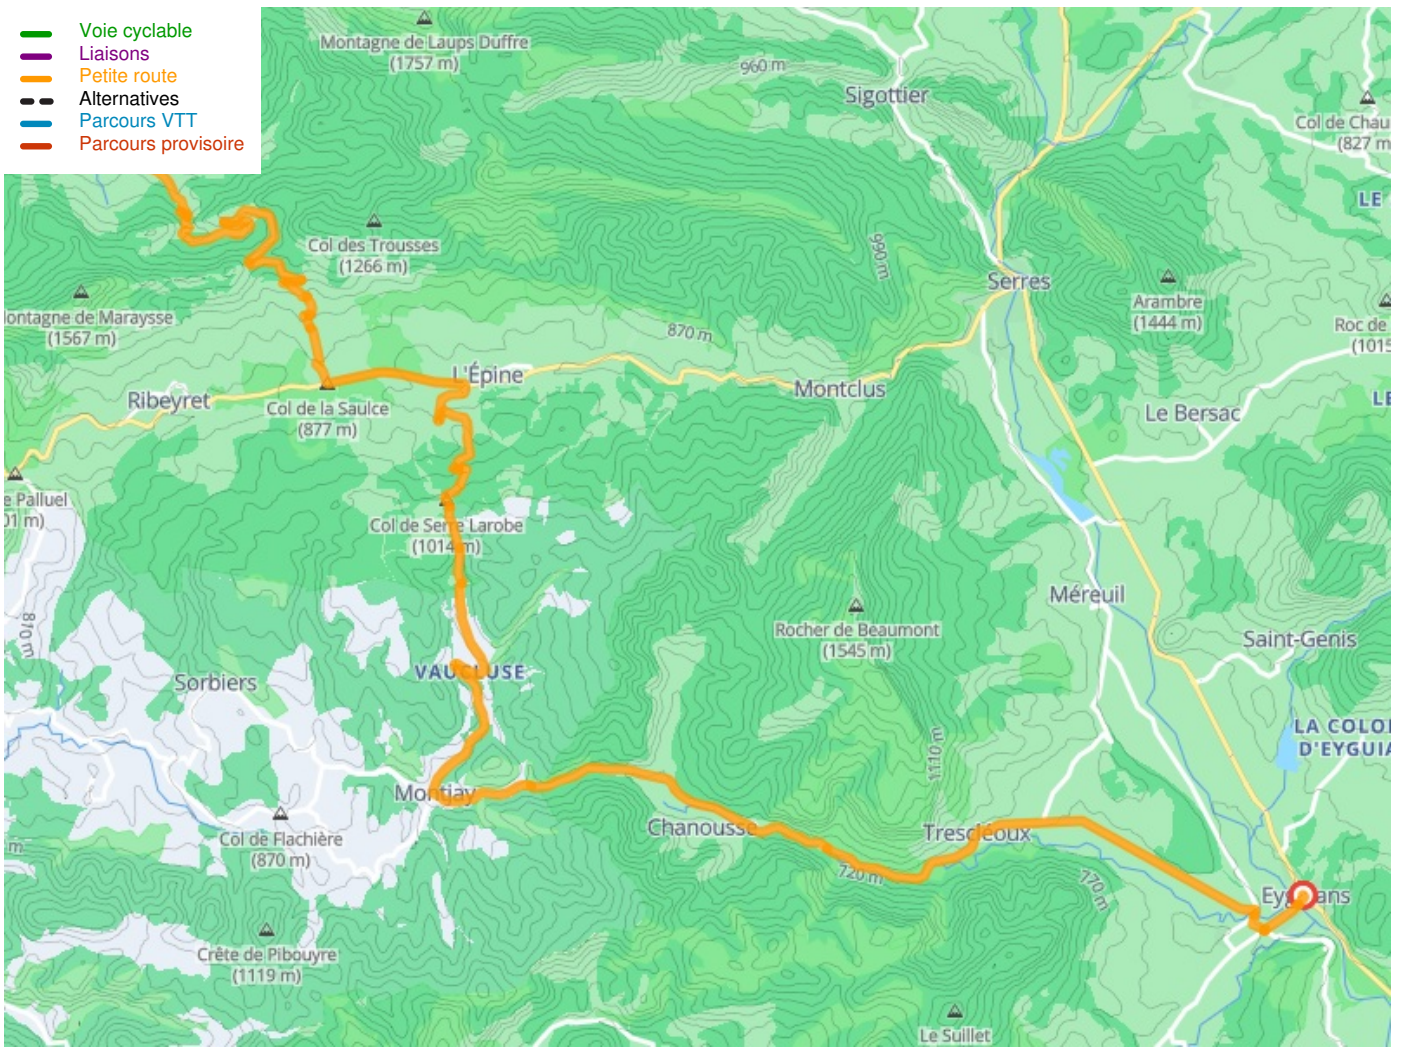 Voie cyclable
Liaisons
Petite route
Alternatives
Parcours VTT
Parcours provisoire
Montagne de Laups Duffre
(1757 m)
960 m
Sigottier
Col de Chau
(827 m
LE
Col des Trousses
(1266 m)
990 m
Serres
Arambre
(1444 m)
ontagne de Maraysse
(1567 m)
870 m
Roc de
(1015
L'Épine
Ribeyret
Col de la Saulce
(877 m)
Montclus
LE
Le Bersac
e Palluel
01 m)
Col de Serre Larobe
(1014 m)
810 m
Méreuil
Rocher de Beaumont
(1545 m)
Saint-Genis
VAUCLUSE
Sorbiers
LA COLO
D'EYGUIA
1110 m
Montjay
Chanousse
Trescléoux
Col de Flachière
(870 m)
m
720 m
770 m
Eyg ans
Crête de Pibouyre
(1119 m)
Le Suillet